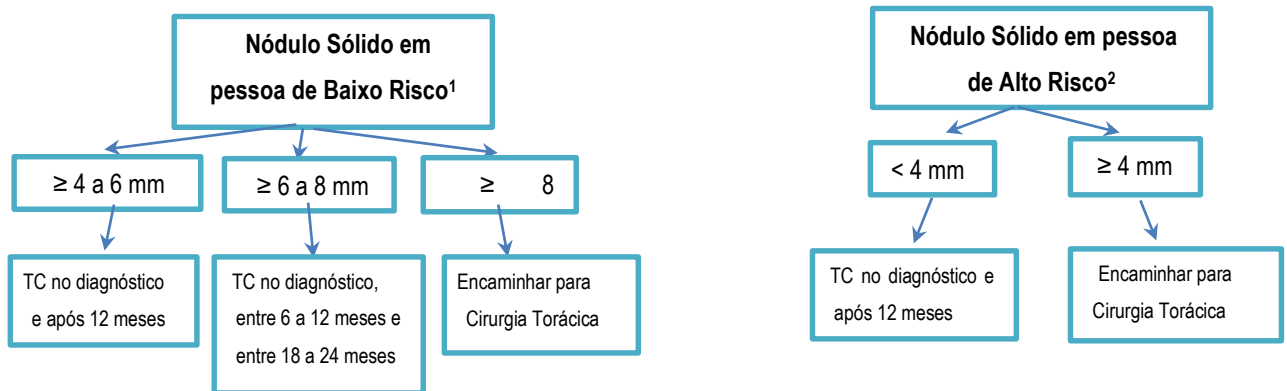 Nódulo Sólido em
pessoa de Baixo Risco¹
≥ 4 a 6 mm
≥ 6 a 8 mm
≥ 8
TC no diagnóstico
e após 12 meses
TC no diagnóstico,
entre 6 a 12 meses e
entre 18 a 24 meses
Encaminhar para
Cirurgia Torácica
Nódulo Sólido em pessoa
de Alto Risco²
< 4 mm
≥ 4 mm
TC no diagnóstico e
após 12 meses
Encaminhar para
Cirurgia Torácica